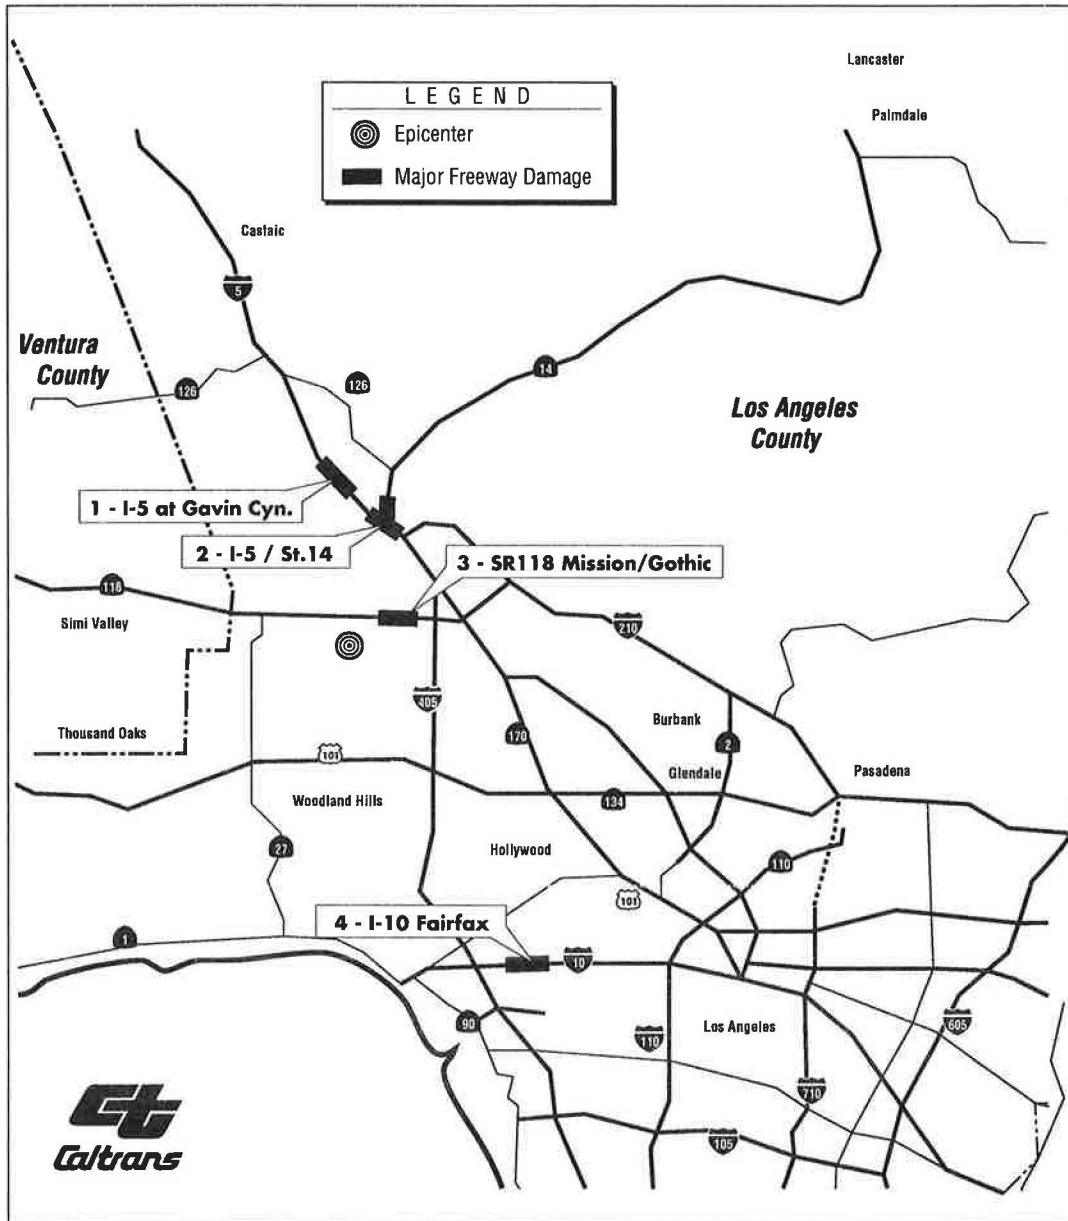 Lancaster
LEGEND
Palmdale
Epicenter
Major Freeway Damage
Castaic
5
Ventura
County
14
126
126
Los Angeles
County
1 - I-5 at Gavin Cyn.
2 - I-5 / St.14
3 - SR118 Mission/Gothic
118
Simi Valley
210
405
Burbank
Thousand Oaks
170
2
101
Glendale
Pasadena
Woodland Hills
134
27
Hollywood
110
101
4 - I-10 Fairfax
1
10
90
Los Angeles
605
110
710
105
CT
Caltrans